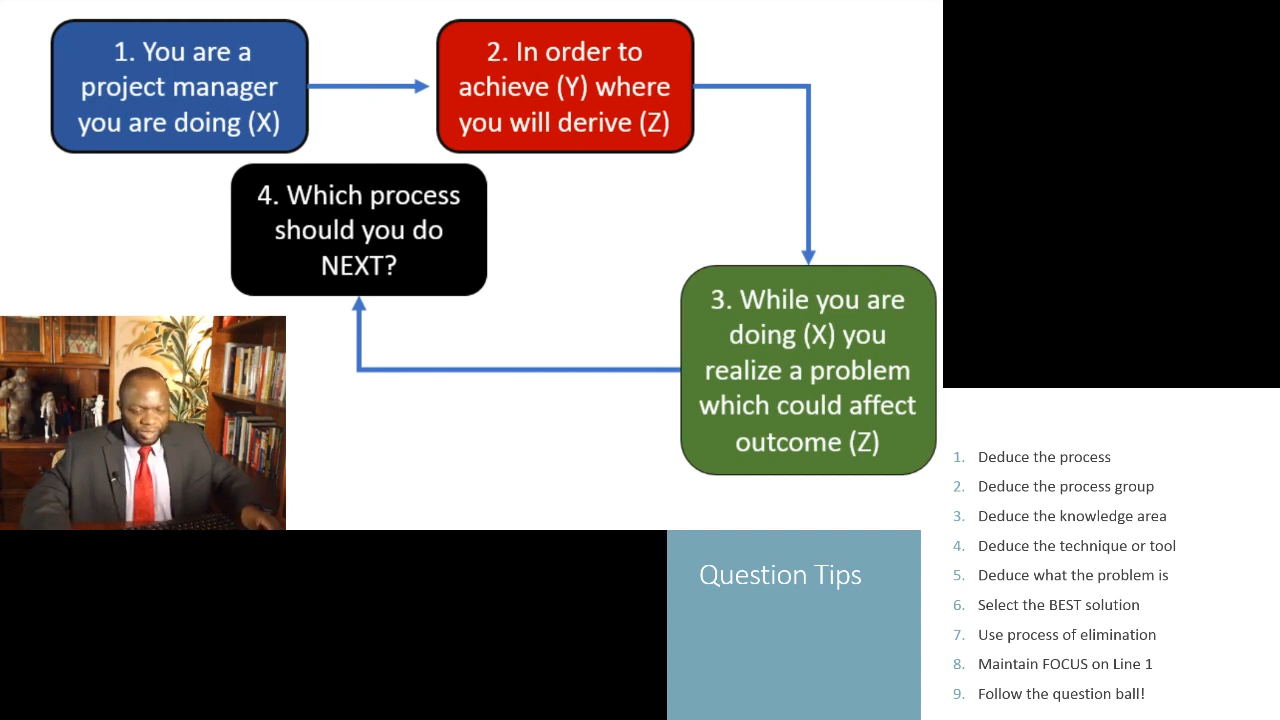 1. You are a
project manager
you are doing (X)
2. In order to
achieve (Y) where
you will derive (Z)
4. Which process
should you do
NEXT?
3. While you are
doing (X) you
realize a problem
which could affect
outcome (Z)
Question Tips
1. Deduce the process
2. Deduce the process group
3. Deduce the knowledge area
4. Deduce the technique or tool
5. Deduce what the problem is
6. Select the BEST solution
7. Use process of elimination
8. Maintain FOCUS on Line 1
9. Follow the question ball!